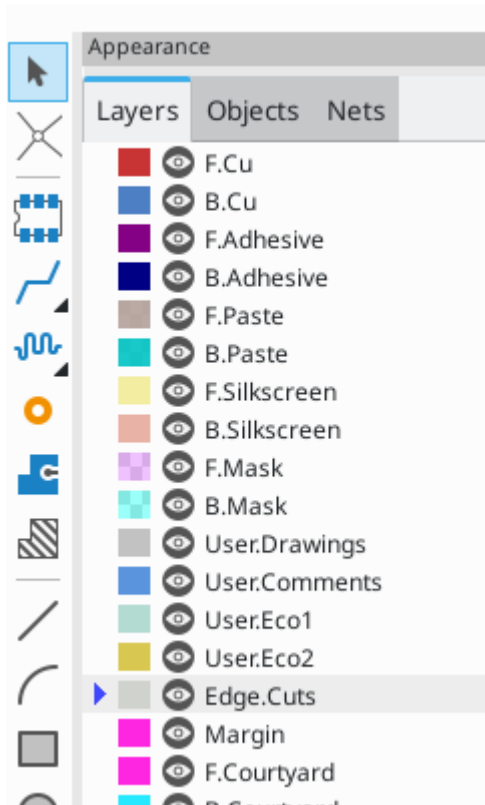 Appearance
Layers Objects Nets
F.Cu
B.Cu
F.Adhesive
B.Adhesive
F.Paste
B.Paste
F.Silkscreen
B.Silkscreen
F.Mask
B.Mask
User.Drawings
User.Comments
User.Eco1
User.Eco2
Edge.Cuts
Margin
F.Courtyard